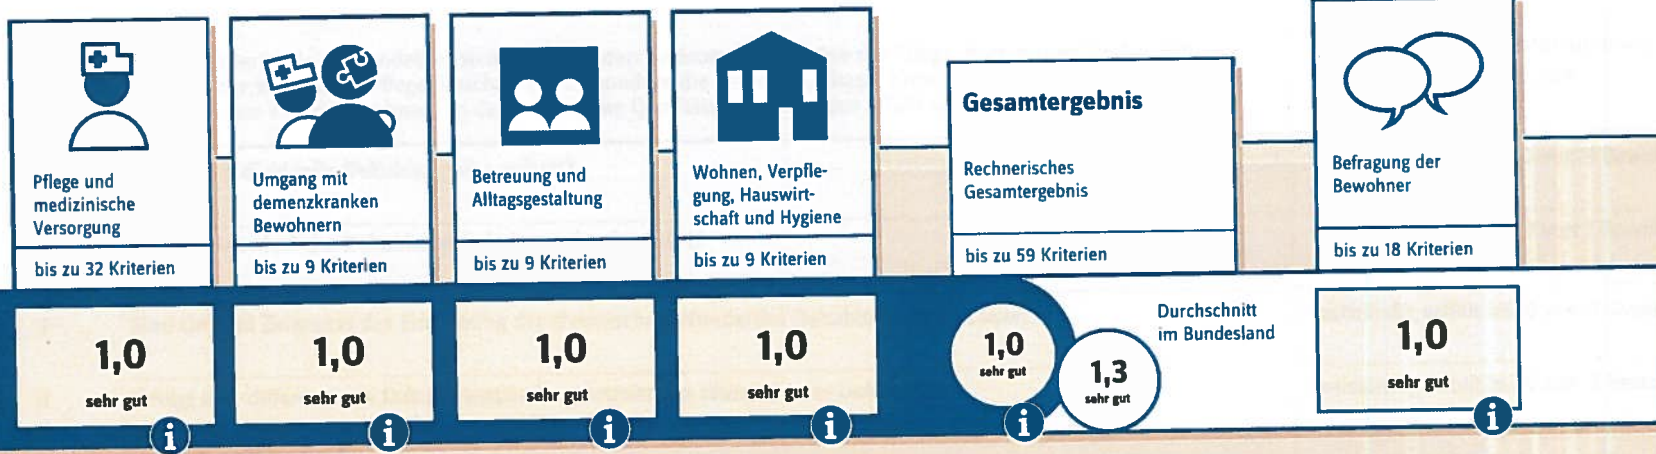 Pflege und
medizinische
Versorgung
bis zu 32 Kriterien
1,0
sehr gut
i
Umgang mit
demenzkranken
Bewohnern
bis zu 9 Kriterien
1,0
sehr gut
i
Betreuung und
Alltagsgestaltung
bis zu 9 Kriterien
1,0
sehr gut
i
Wohnen, Verpfle-
gung, Hauswirt-
schaft und Hygiene
bis zu 9 Kriterien
1,0
sehr gut
i
Gesamtergebnis
Rechnerisches
Gesamtergebnis
bis zu 59 Kriterien
1,0
sehr gut
i
1,3
sehr gut
Durchschnitt
im Bundesland
Befragung der
Bewohner
bis zu 18 Kriterien
1,0
sehr gut
i